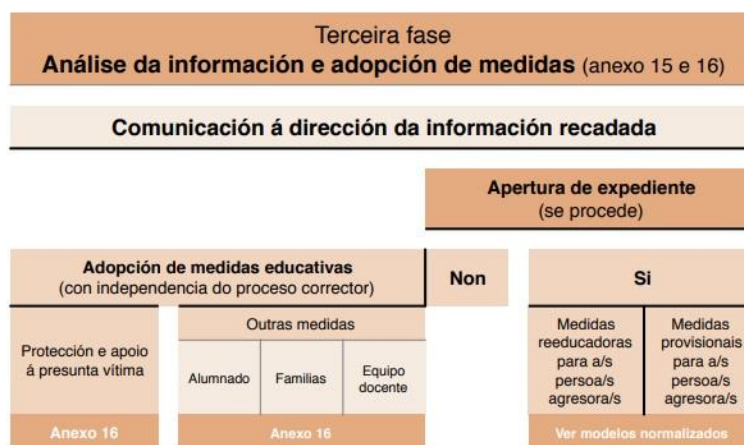 Terceira fase
Análise da información e adopción de medidas (anexo 15 e 16)
Comunicación á dirección da información recadada
Apertura de expediente
(se procede)
Adopción de medidas educativas
(con independencia do proceso corrector)
Non
Si
Protección e apoio
á presunta vítima
Outras medidas
Alumnado
Familias
Equipo
docente
Medidas
reeducadoras
para a/s
persoa/s
agresora/s
Medidas
provisionais
para a/s
persoa/s
agresora/s
Anexo 16
Anexo 16
Ver modelos normalizados